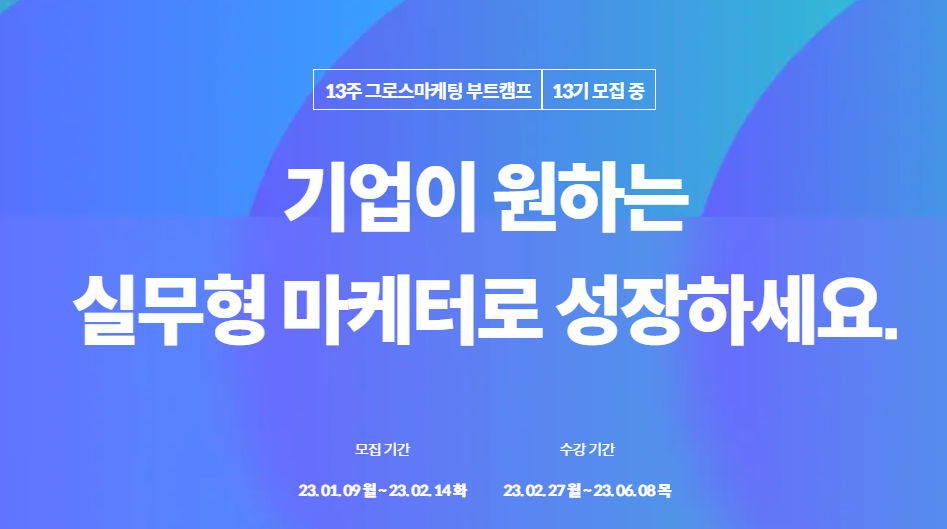 13주 그로스마케팅 부트캠프 13기 모집 중
기업이 원하는
실무형 마케터로 성장하세요.
모집 기간 수강 기간
23. 01. 09 월 ~ 23. 02. 14 화 23. 02. 27 월 ~ 23. 06. 08 목